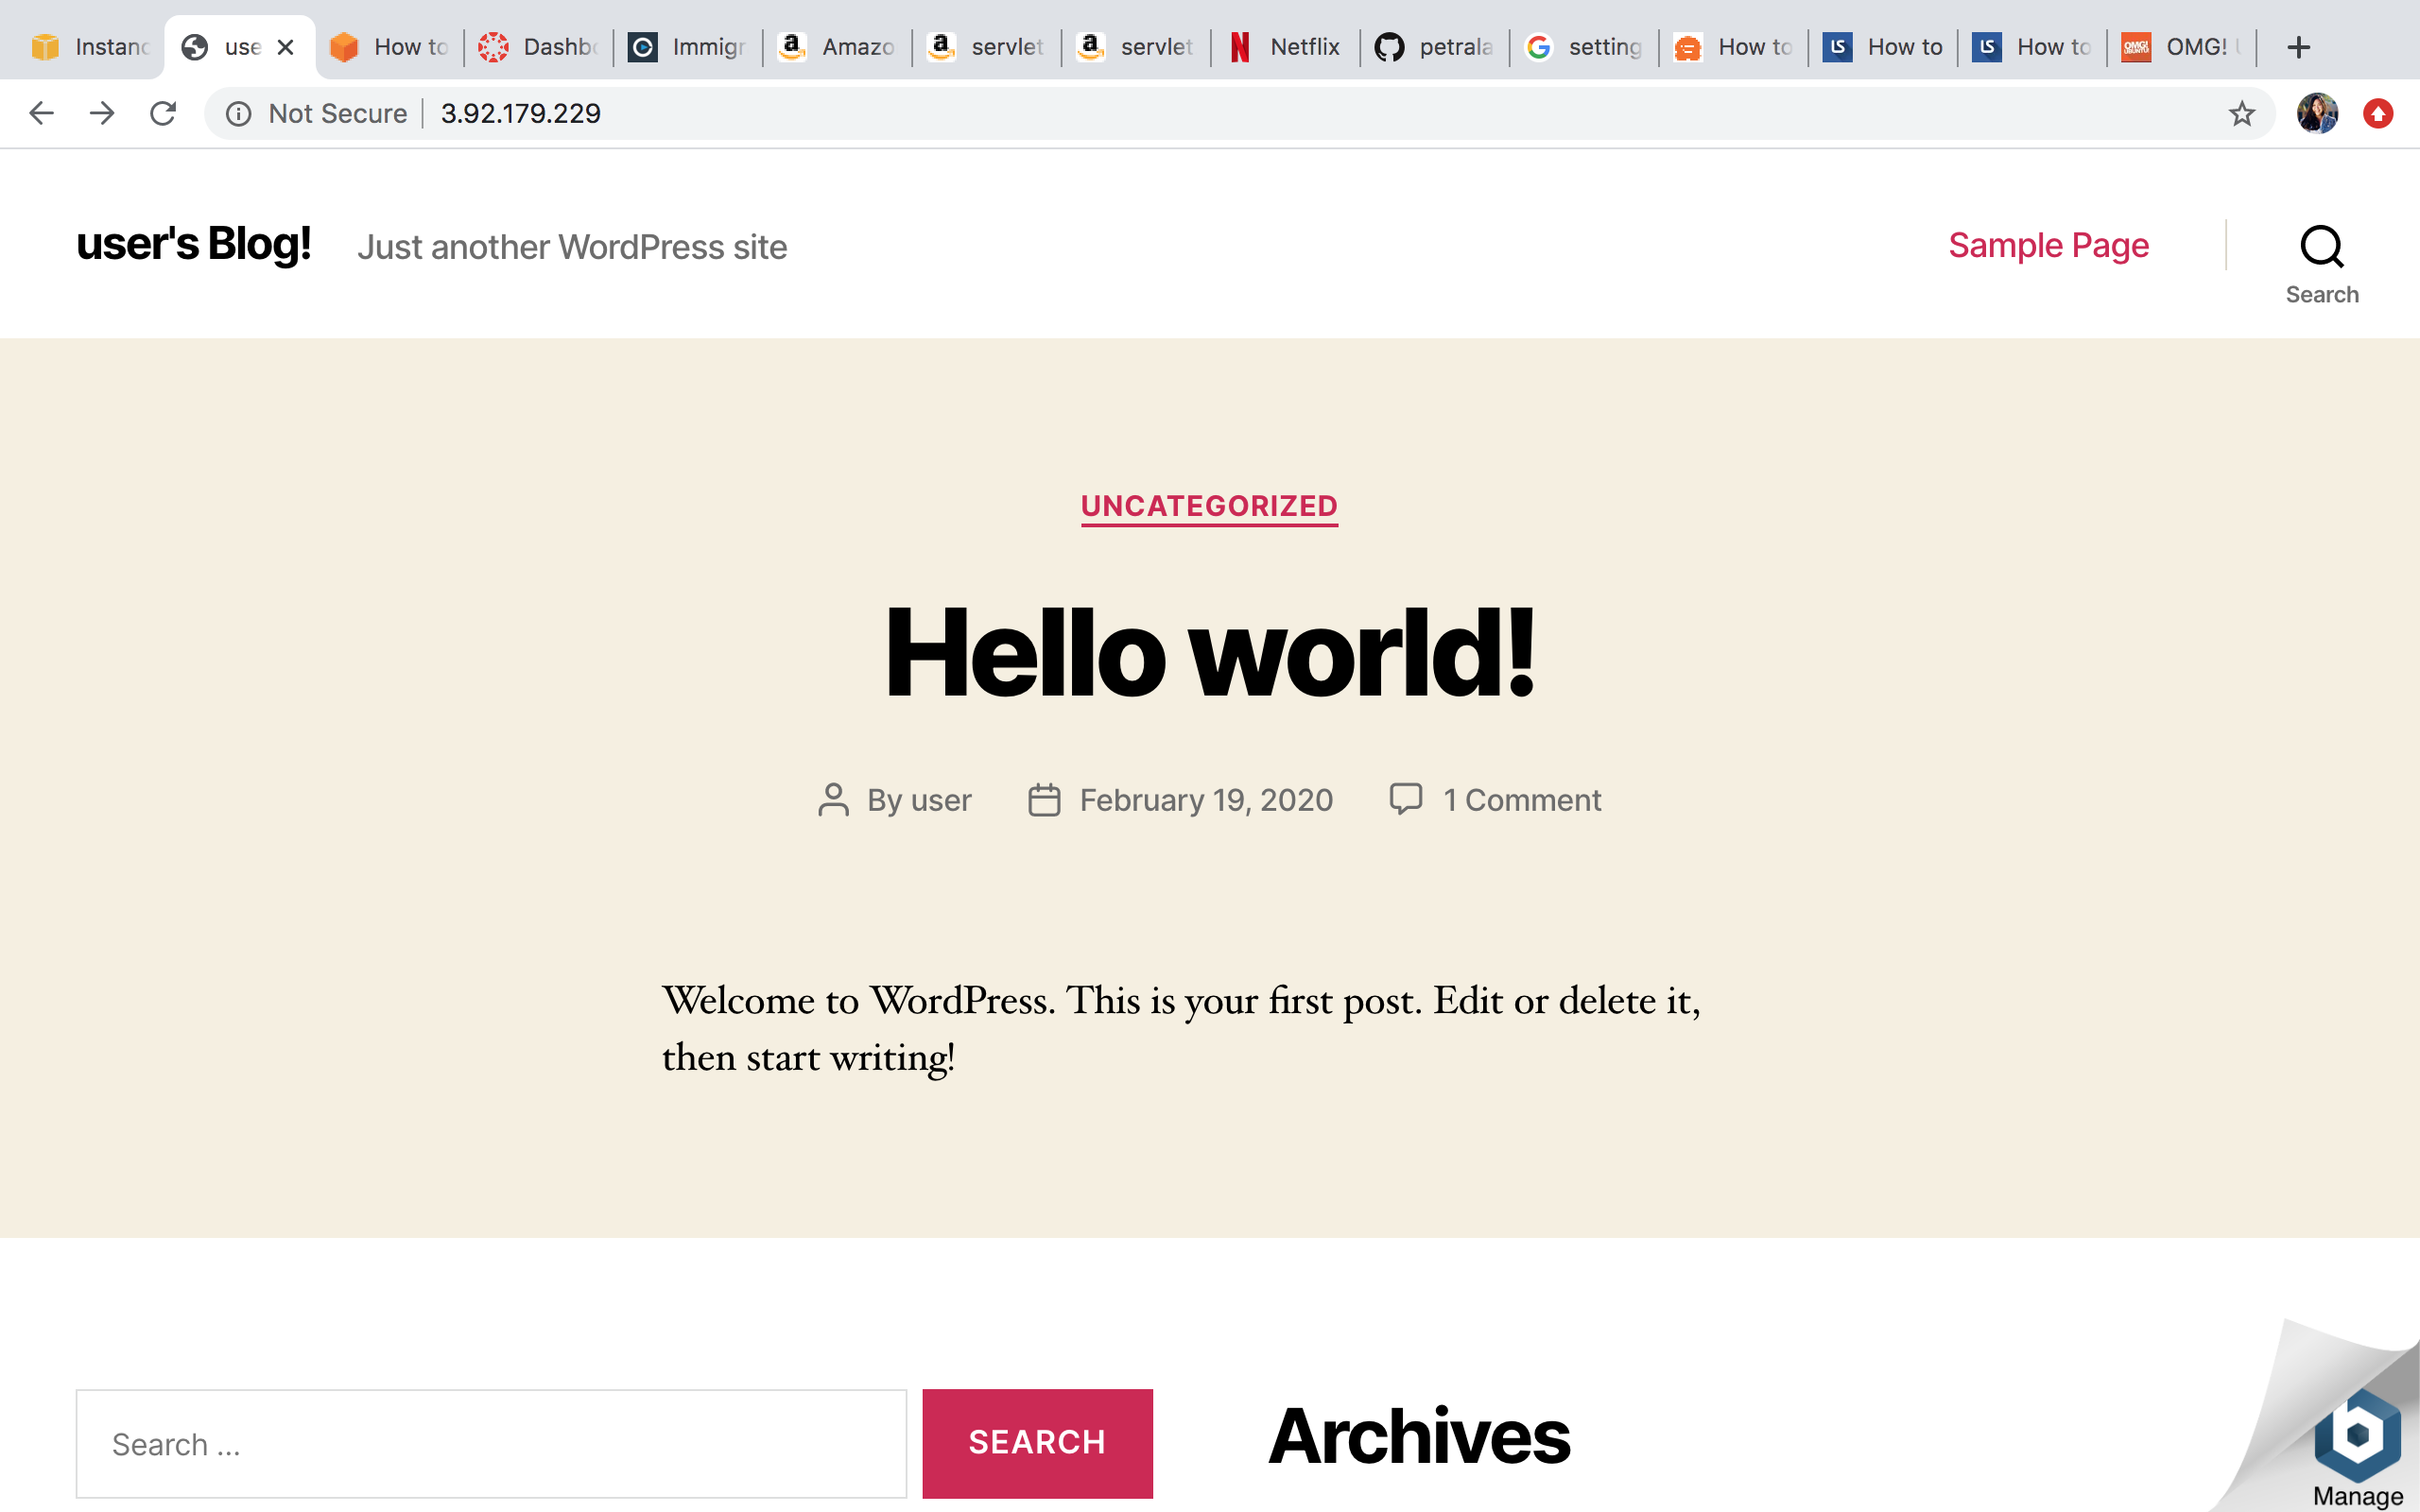 Instanc use How to Dashbo Immigr Amazo servlet servlet Netflix petrala setting How to How to How to OMG! U
Not Secure 3.92.179.229
user's Blog! Just another WordPress site Sample Page
Search
UNCATEGORIZED
Hello world!
By user February 19, 2020 1 Comment
Welcome to WordPress. This is your first post. Edit or delete it,
then start writing!
Search ... SEARCH Archives
Manage